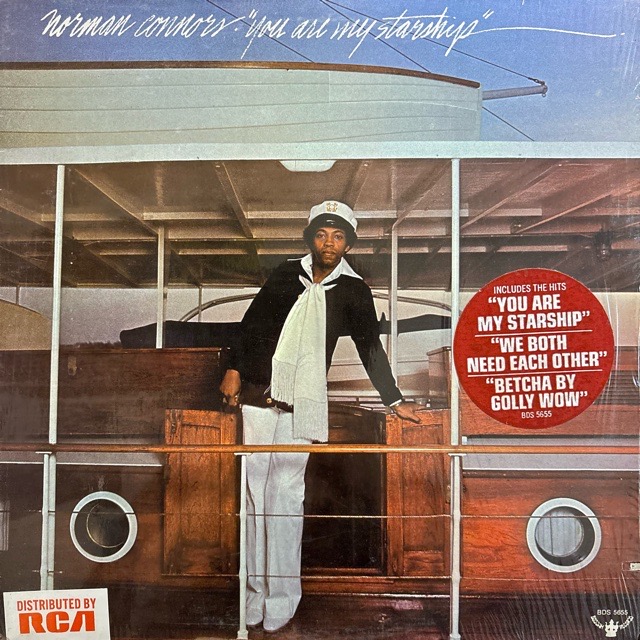 norman connors · "you are my starship"
INCLUDES THE HITS
"YOU ARE
MY STARSHIP"
"WE BOTH
NEED EACH OTHER"
"BETCHA BY
GOLLY WOW"
BDS 5655
DISTRIBUTED BY
RCA
BDS 5655